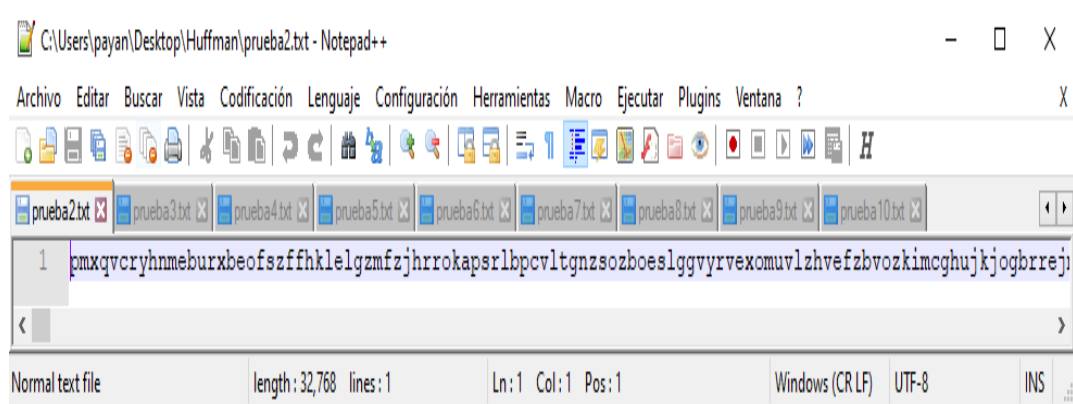 C:\Users\payan\Desktop\Huffman\prueba2.txt - Notepad++
Archivo Editar Buscar Vista Codificación Lenguaje Configuración Herramientas Macro Ejecutar Plugins Ventana ? X
prueba2.txt prueba3.txt prueba4.txt prueba5.txt prueba6.txt prueba7.txt prueba8.txt prueba9.txt prueba10.txt
1 pmxqvcryhnmeburxbeofszffhklelgzmfzjhrrokapsrlbpcvltgnzsozboeslggvyrvexomuvlzhvefzbvozkimcghujkjogbrrej
Normal text file length : 32,768 lines : 1 Ln : 1 Col : 1 Pos : 1 Windows (CR LF) UTF-8 INS